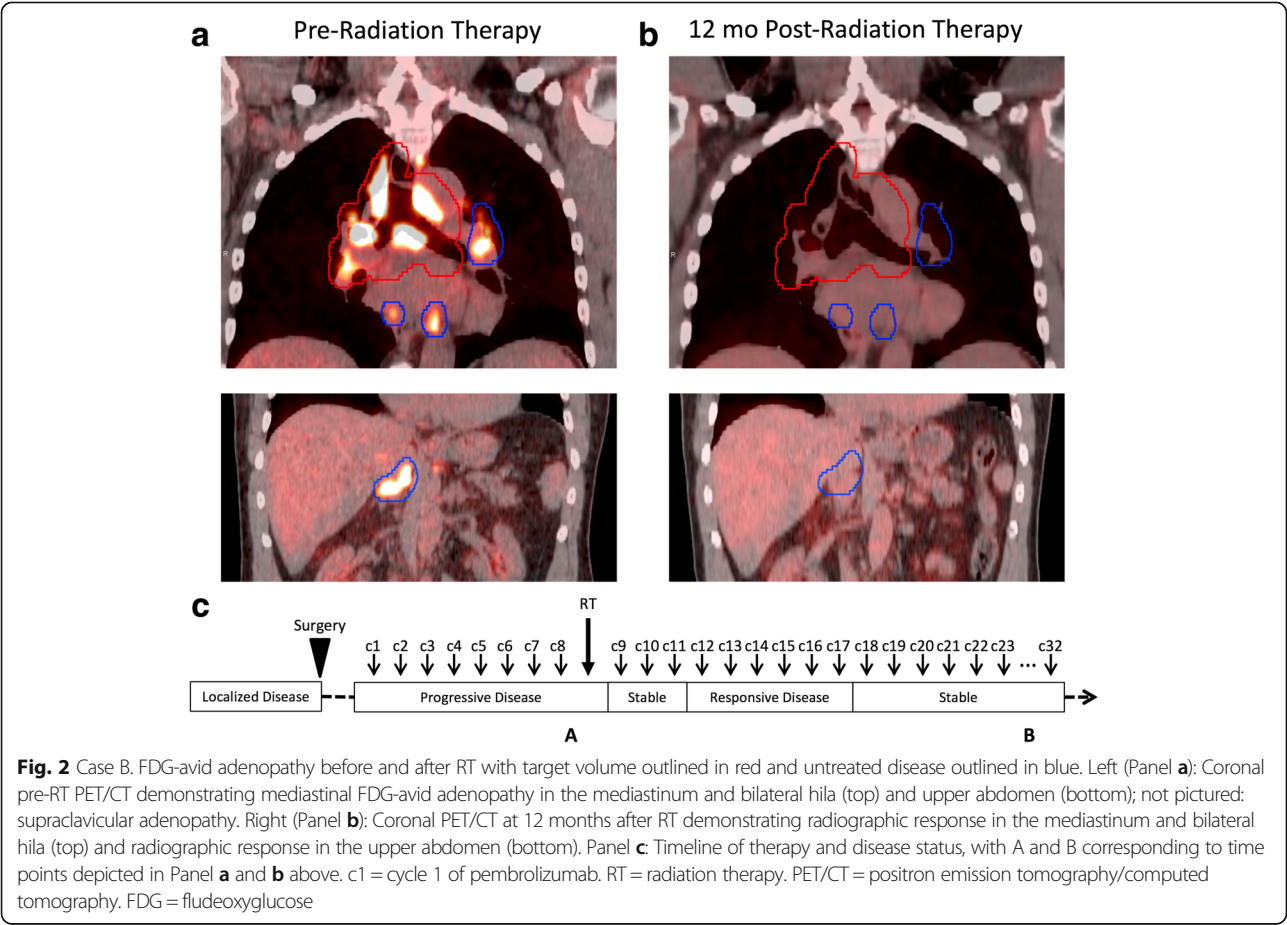 a Pre-Radiation Therapy
b 12 mo Post-Radiation Therapy
R
R
c
RT
Surgery
c1 c2 c3 c4 c5 c6 c7 c8 c9 c10 c11 c12 c13 c14 c15 c16 c17 c18 c19 c20 c21 c22 c23 ... c32
Localized Disease Progressive Disease Stable Responsive Disease Stable
A B
Fig. 2 Case B. FDG-avid adenopathy before and after RT with target volume outlined in red and untreated disease outlined in blue. Left (Panel a): Coronal
pre-RT PET/CT demonstrating mediastinal FDG-avid adenopathy in the mediastinum and bilateral hila (top) and upper abdomen (bottom); not pictured:
supraclavicular adenopathy. Right (Panel b): Coronal PET/CT at 12 months after RT demonstrating radiographic response in the mediastinum and bilateral
hila (top) and radiographic response in the upper abdomen (bottom). Panel c: Timeline of therapy and disease status, with A and B corresponding to time
points depicted in Panel a and b above. c1 = cycle 1 of pembrolizumab. RT = radiation therapy. PET/CT = positron emission tomography/computed
tomography. FDG = fludeoxyglucose